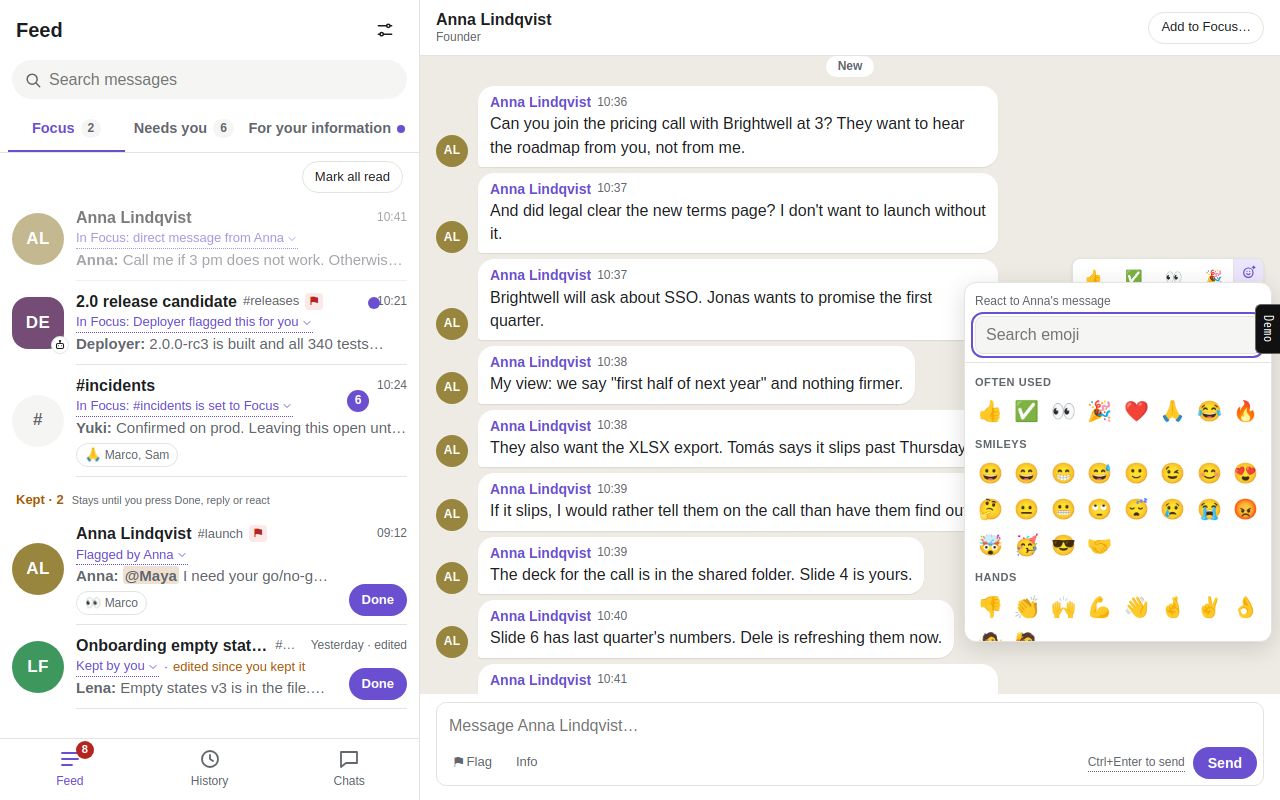 Feed
Search messages
Focus 2 Needs you 6 For your information
Mark all read
AL Anna Lindqvist 10:41
In Focus: direct message from Anna
Anna: Call me if 3 pm does not work. Otherwis…
DE 2.0 release candidate #releases 10:21
In Focus: Deployer flagged this for you
Deployer: 2.0.0-rc3 is built and all 340 tests…
# #incidents 10:24
In Focus: #incidents is set to Focus 6
Yuki: Confirmed on prod. Leaving this open unt…
🙏 Marco, Sam
Kept · 2 Stays until you press Done, reply or react
AL Anna Lindqvist #launch 09:12
Flagged by Anna
Anna: @Maya I need your go/no-g…
👀 Marco
Done
LF Onboarding empty stat… #… Yesterday · edited
Kept by you · edited since you kept it
Lena: Empty states v3 is in the file.…
Done
8
Feed History Chats
Anna Lindqvist
Founder
Add to Focus…
New
Anna Lindqvist 10:36
Can you join the pricing call with Brightwell at 3? They want to hear
the roadmap from you, not from me.
AL
Anna Lindqvist 10:37
And did legal clear the new terms page? I don't want to launch without
it.
AL
Anna Lindqvist 10:37
Brightwell will ask about SSO. Jonas wants to promise the first
quarter.
AL
Anna Lindqvist 10:38
My view: we say "first half of next year" and nothing firmer.
AL
Anna Lindqvist 10:38
They also want the XLSX export. Tomás says it slips past Thursday
AL
Anna Lindqvist 10:39
If it slips, I would rather tell them on the call than have them find
AL
Anna Lindqvist 10:39
The deck for the call is in the shared folder. Slide 4 is yours.
AL
Anna Lindqvist 10:40
Slide 6 has last quarter's numbers. Dele is refreshing them now.
AL
Anna Lindqvist 10:41
React to Anna's message
Search emoji
OFTEN USED
SMILEYS
HANDS
Demo
Message Anna Lindqvist…
Flag Info Ctrl+Enter to send Send